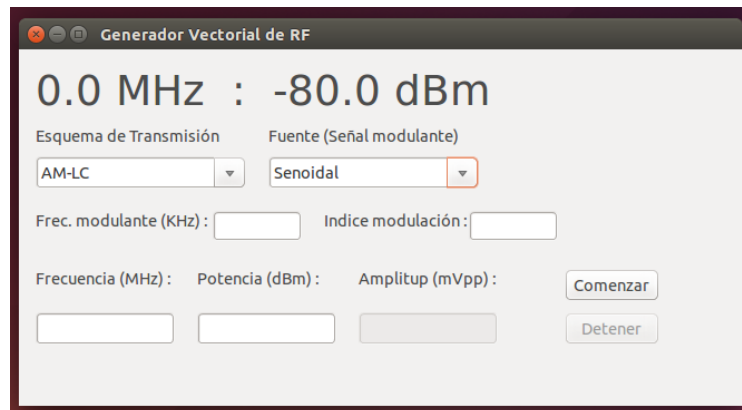 Generador Vectorial de RF
0.0 MHz : -80.0 dBm
Esquema de Transmisión Fuente (Señal modulante)
AM-LC Senoidal
Frec. modulante (KHz) : Indice modulación :
Frecuencia (MHz) : Potencia (dBm) : Amplitup (mVpp) : Comenzar
Detener